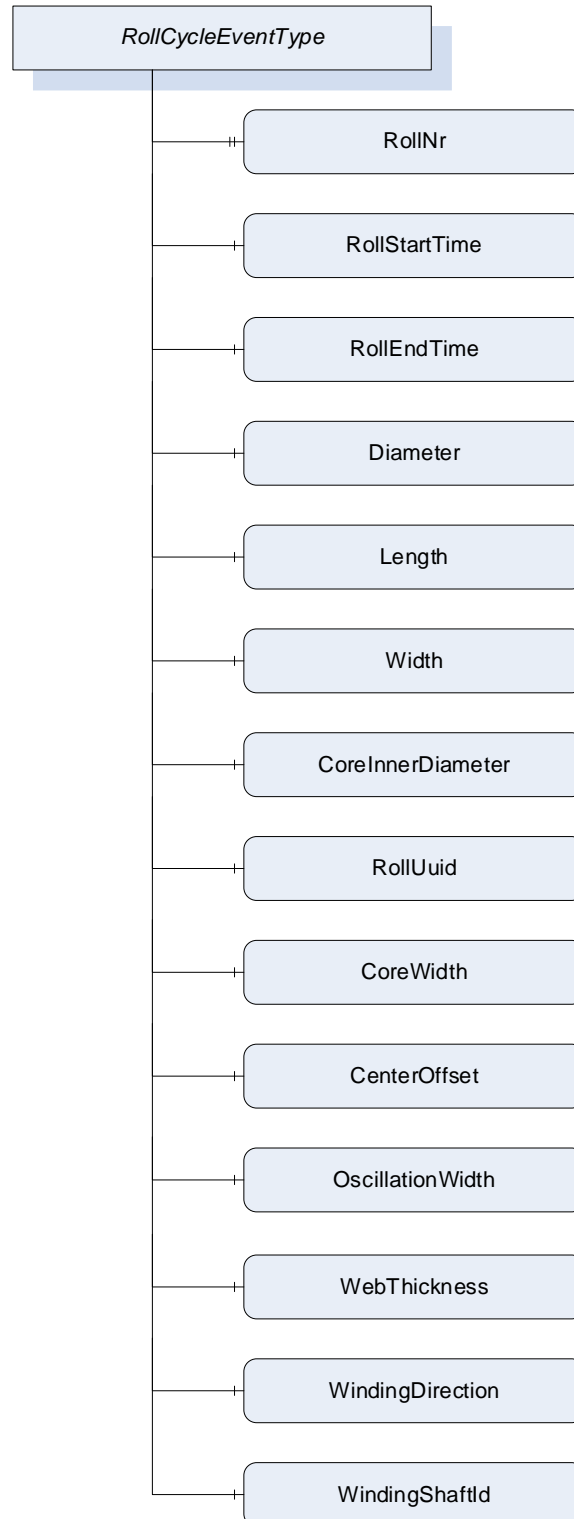 RollCycleEventType
RollNr
RollStartTime
RollEndTime
Diameter
Length
Width
CoreInnerDiameter
RollUuid
CoreWidth
CenterOffset
OscillationWidth
WebThickness
WindingDirection
WindingShaftId